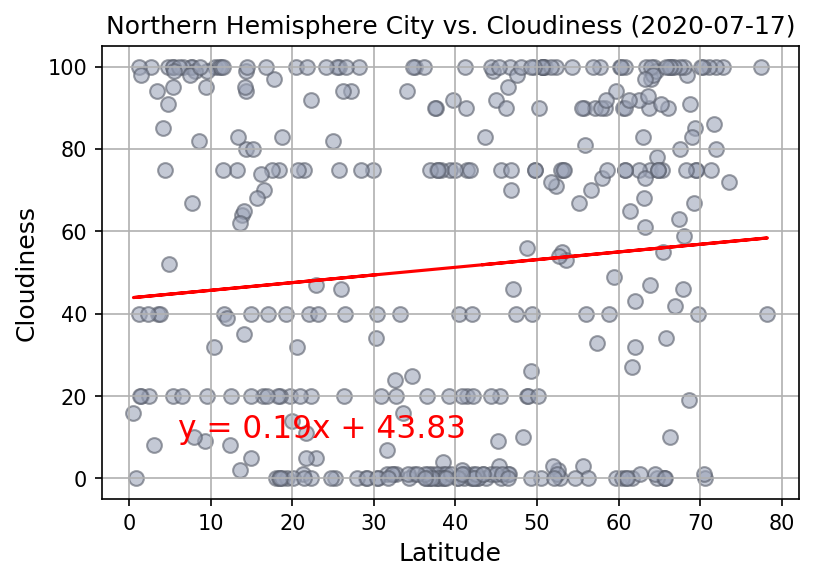 Northern Hemisphere City vs. Cloudiness (2020-07-17)
100
80
60
40
20
0
Cloudiness
y = 0.19x + 43.83
0 10 20 30 40 50 60 70 80
Latitude